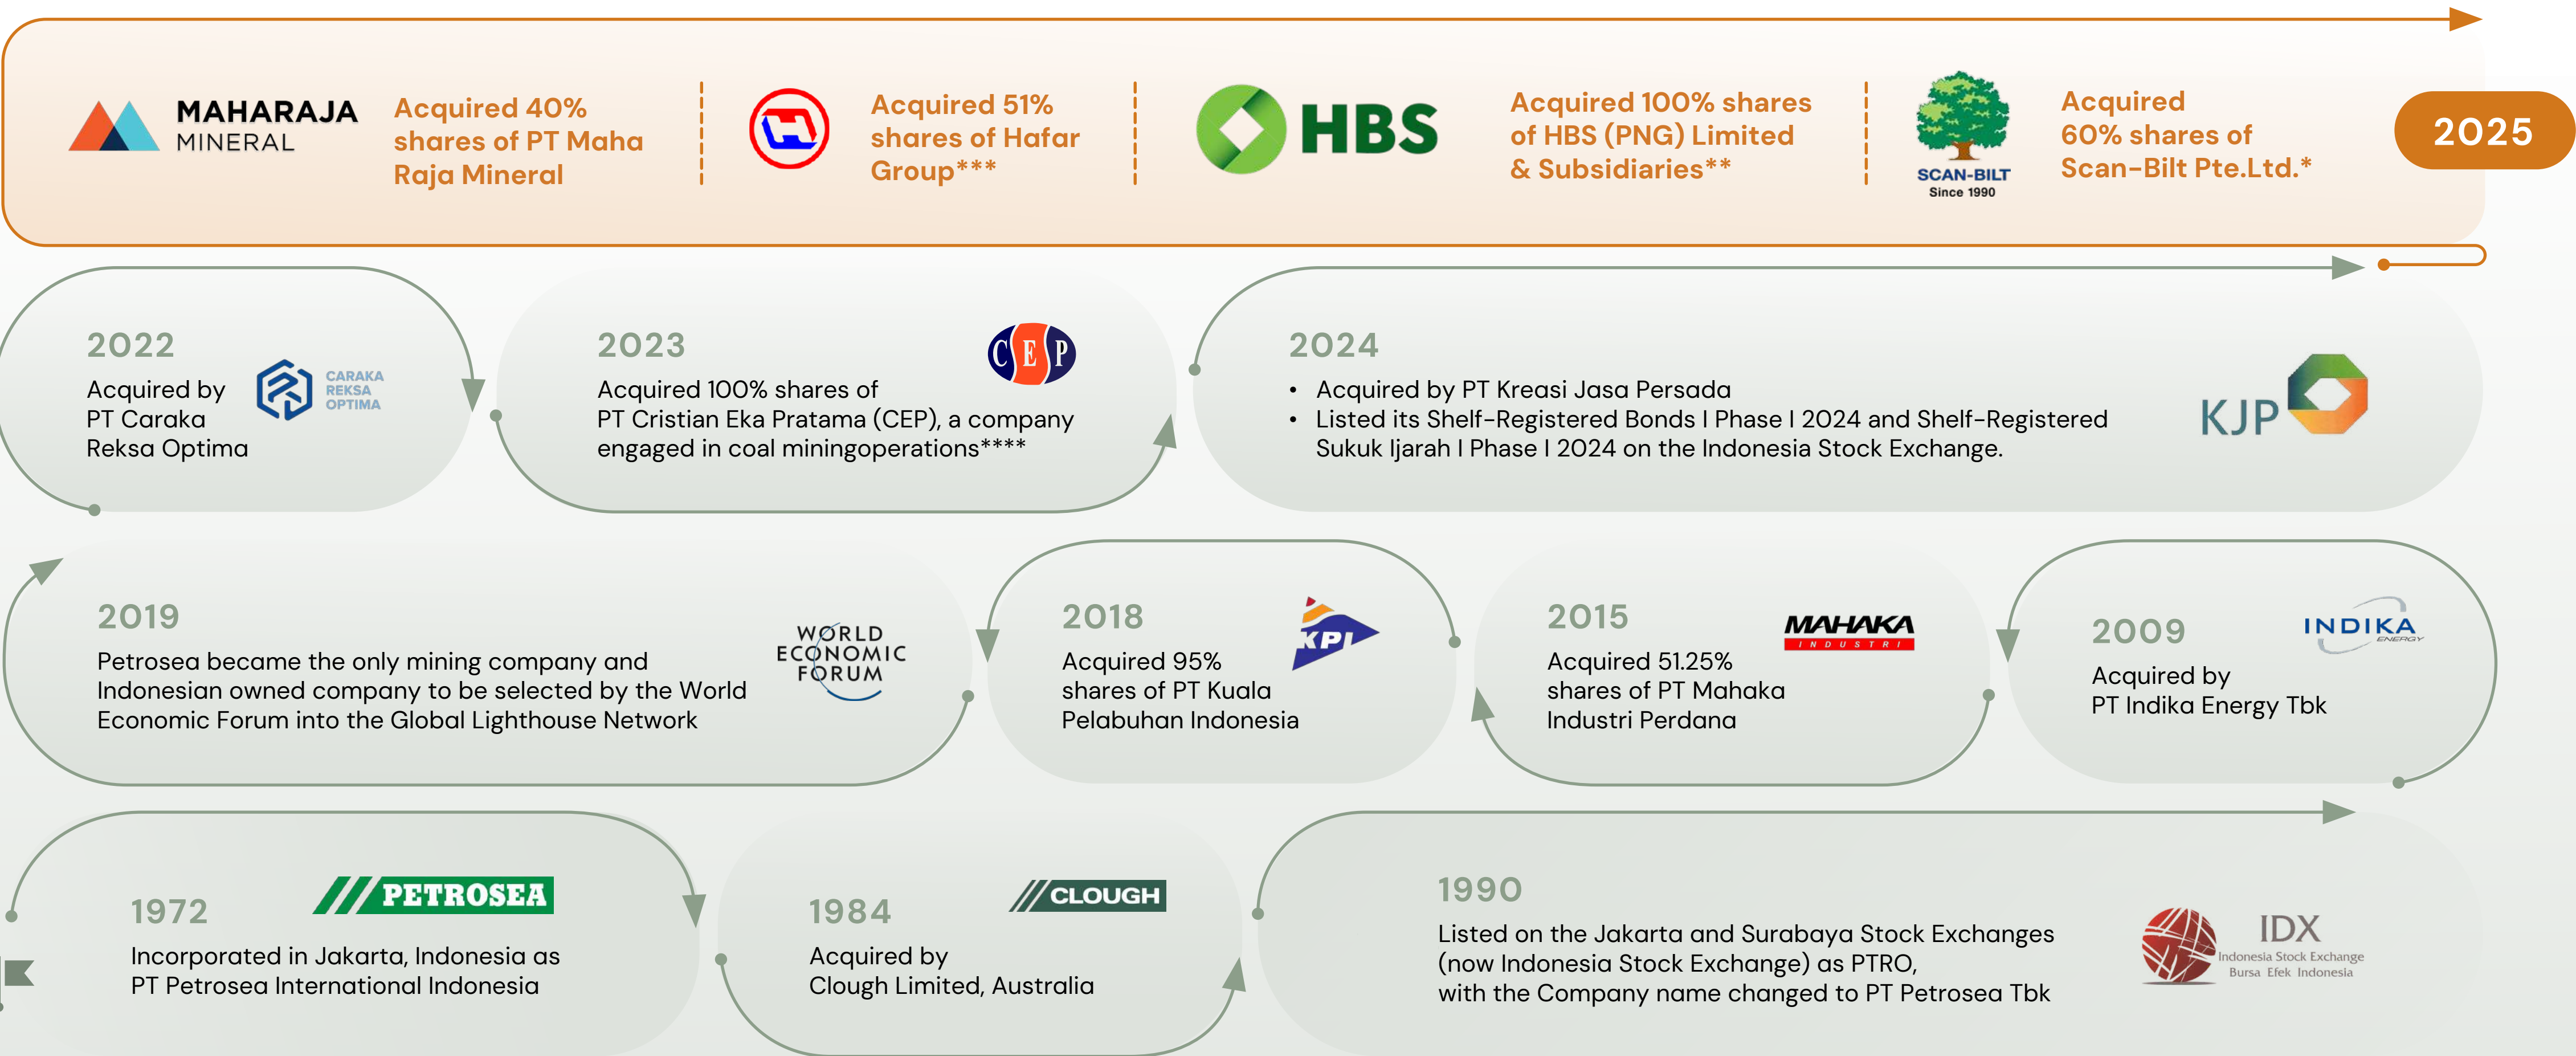 MAHARAJA
MINERAL
Acquired 40%
shares of PT Maha
Raja Mineral
Acquired 51%
shares of Hafar
Group***
HBS
Acquired 100% shares
of HBS (PNG) Limited
& Subsidiaries**
SCAN-BILT
Since 1990
Acquired
60% shares of
Scan-Bilt Pte.Ltd.*
2025
2022
Acquired by
PT Caraka
Reksa Optima
CARAKA
REKSA
OPTIMA
2023
Acquired 100% shares of
PT Cristian Eka Pratama (CEP), a company
engaged in coal miningoperations****
CEP
2024
• Acquired by PT Kreasi Jasa Persada
• Listed its Shelf-Registered Bonds I Phase I 2024 and Shelf-Registered
Sukuk Ijarah I Phase I 2024 on the Indonesia Stock Exchange.
KJP
2019
Petrosea became the only mining company and
Indonesian owned company to be selected by the World
Economic Forum into the Global Lighthouse Network
WORLD
ECONOMIC
FORUM
2018
Acquired 95%
shares of PT Kuala
Pelabuhan Indonesia
KPI
2015
Acquired 51.25%
shares of PT Mahaka
Industri Perdana
MAHAKA
INDUSTRI
2009
Acquired by
PT Indika Energy Tbk
INDIKA
ENERGY
1972
Incorporated in Jakarta, Indonesia as
PT Petrosea International Indonesia
PETROSEA
1984
Acquired by
Clough Limited, Australia
CLOUGH
1990
Listed on the Jakarta and Surabaya Stock Exchanges
(now Indonesia Stock Exchange) as PTRO,
with the Company name changed to PT Petrosea Tbk
IDX
Indonesia Stock Exchange
Bursa Efek Indonesia